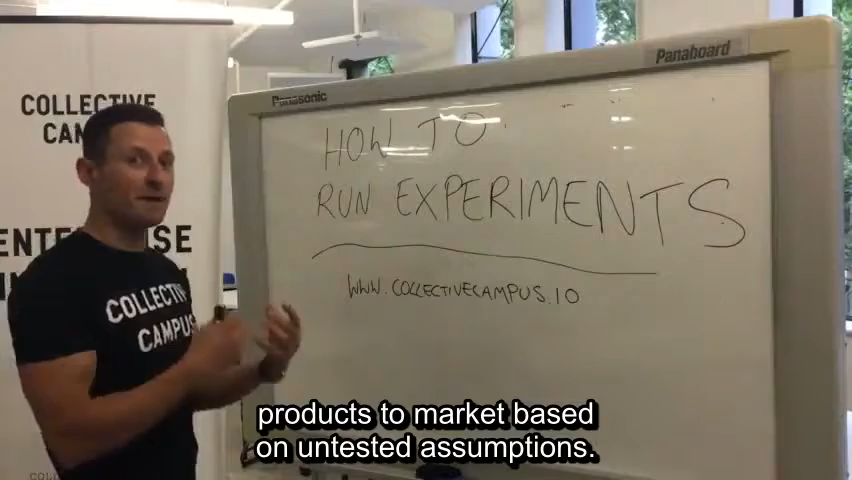 COLLECTIVE
Panasonic
Panaboard
HOW TO
RUN EXPERIMENTS
WWW.COLLECTIVECAMPUS.IO
COLLECTIVE
CAMPUS
products to market based
on untested assumptions.